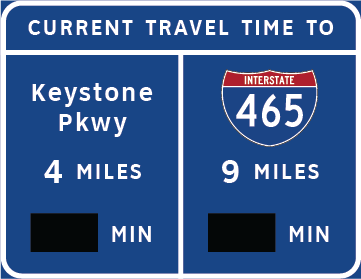 CURRENT TRAVEL TIME TO
Keystone
Pkwy
4 MILES
MIN
INTERSTATE
465
9 MILES
MIN